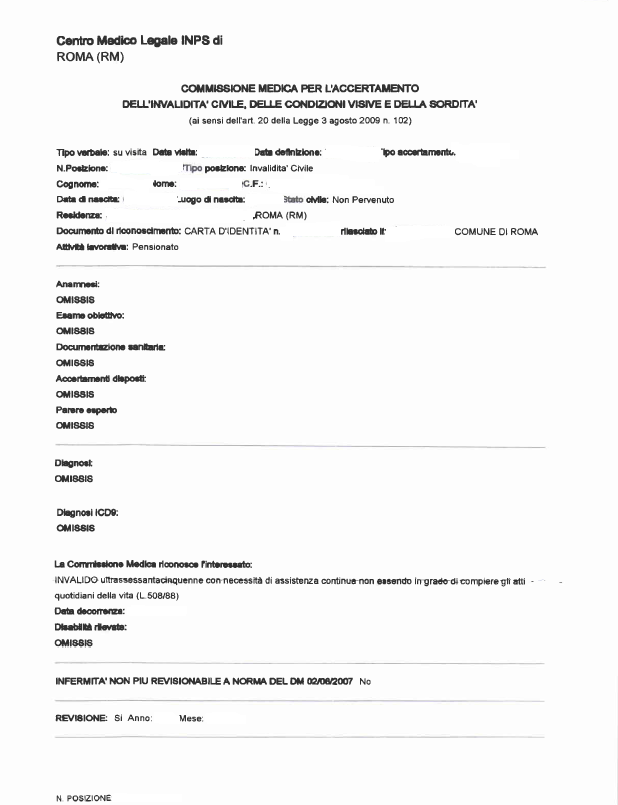 Centro Medico Legale INPS di
ROMA (RM)
COMMISSIONE MEDICA PER L'ACCERTAMENTO
DELL'INVALIDITA' CIVILE, DELLE CONDIZIONI VISIVE E DELLA SORDITA'
(ai sensi dell'art. 20 della Legge 3 agosto 2009 n. 102)
Tipo verbale: su visita Data visita: Data definizione: ipo accertamento.
N.Posizione: Tipo posizione: Invalidita' Civile
Cognome: Nome: C.F.:
Data di nascita: Luogo di nascita: Stato civile: Non Pervenuto
Residenza: ,ROMA (RM)
Documento di riconoscimento: CARTA D'IDENTITA' n. rilasciato il: COMUNE DI ROMA
Attività lavorativa: Pensionato
Anamnesi:
OMISSIS
Esame obiettivo:
OMISSIS
Documentazione sanitaria:
OMISSIS
Accertamenti disposti:
OMISSIS
Parere esperto
OMISSIS
Diagnosi:
OMISSIS
Diagnosi ICD9:
OMISSIS
La Commissione Medica riconosce l'interessato:
INVALIDO ultrassessantacinquenne con necessità di assistenza continua non essendo in grado di compiere gli atti
quotidiani della vita (L.508/88)
Data decorrenza:
Disabilità rilevata:
OMISSIS
INFERMITA' NON PIU REVISIONABILE A NORMA DEL DM 02/08/2007 No
REVISIONE: Si Anno: Mese:
N. POSIZIONE